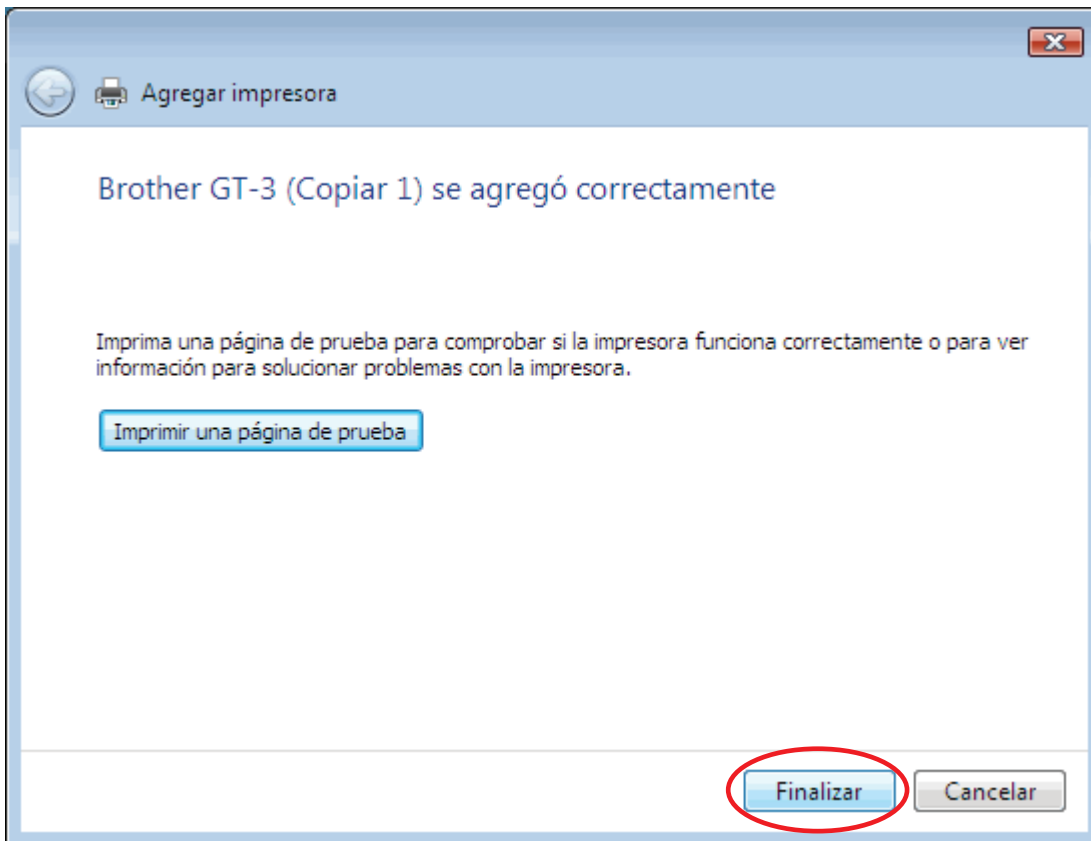 Agregar impresora
Brother GT-3 (Copiar 1) se agregó correctamente
Imprima una página de prueba para comprobar si la impresora funciona correctamente o para ver
información para solucionar problemas con la impresora.
Imprimir una página de prueba
Finalizar
Cancelar